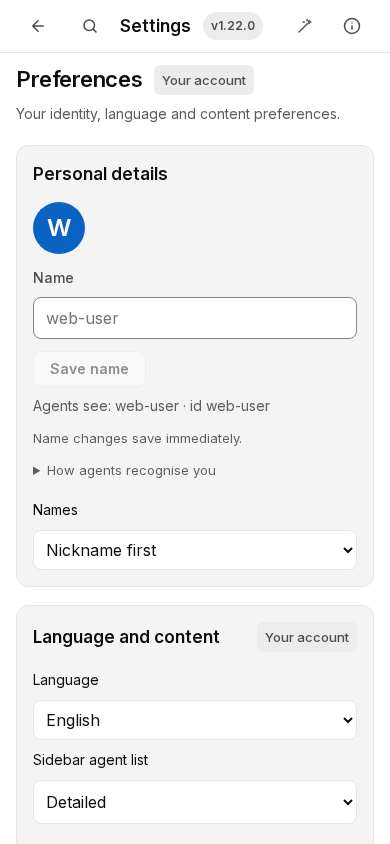 Settings v1.22.0
Preferences Your account
Your identity, language and content preferences.
Personal details
W
Name
web-user
Save name
Agents see: web-user · id web-user
Name changes save immediately.
How agents recognise you
Names
Nickname first
Language and content Your account
Language
English
Sidebar agent list
Detailed